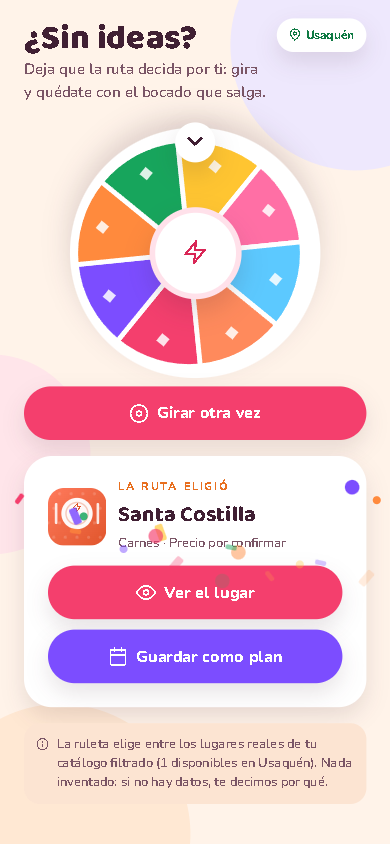 ¿Sin ideas?
Usaquén
Deja que la ruta decida por ti: gira
y quédate con el bocado que salga.
Girar otra vez
LA RUTA ELIGIÓ
Santa Costilla
Carnes · Precio por confirmar
Ver el lugar
Guardar como plan
La ruleta elige entre los lugares reales de tu
catálogo filtrado (1 disponibles en Usaquén). Nada
inventado: si no hay datos, te decimos por qué.